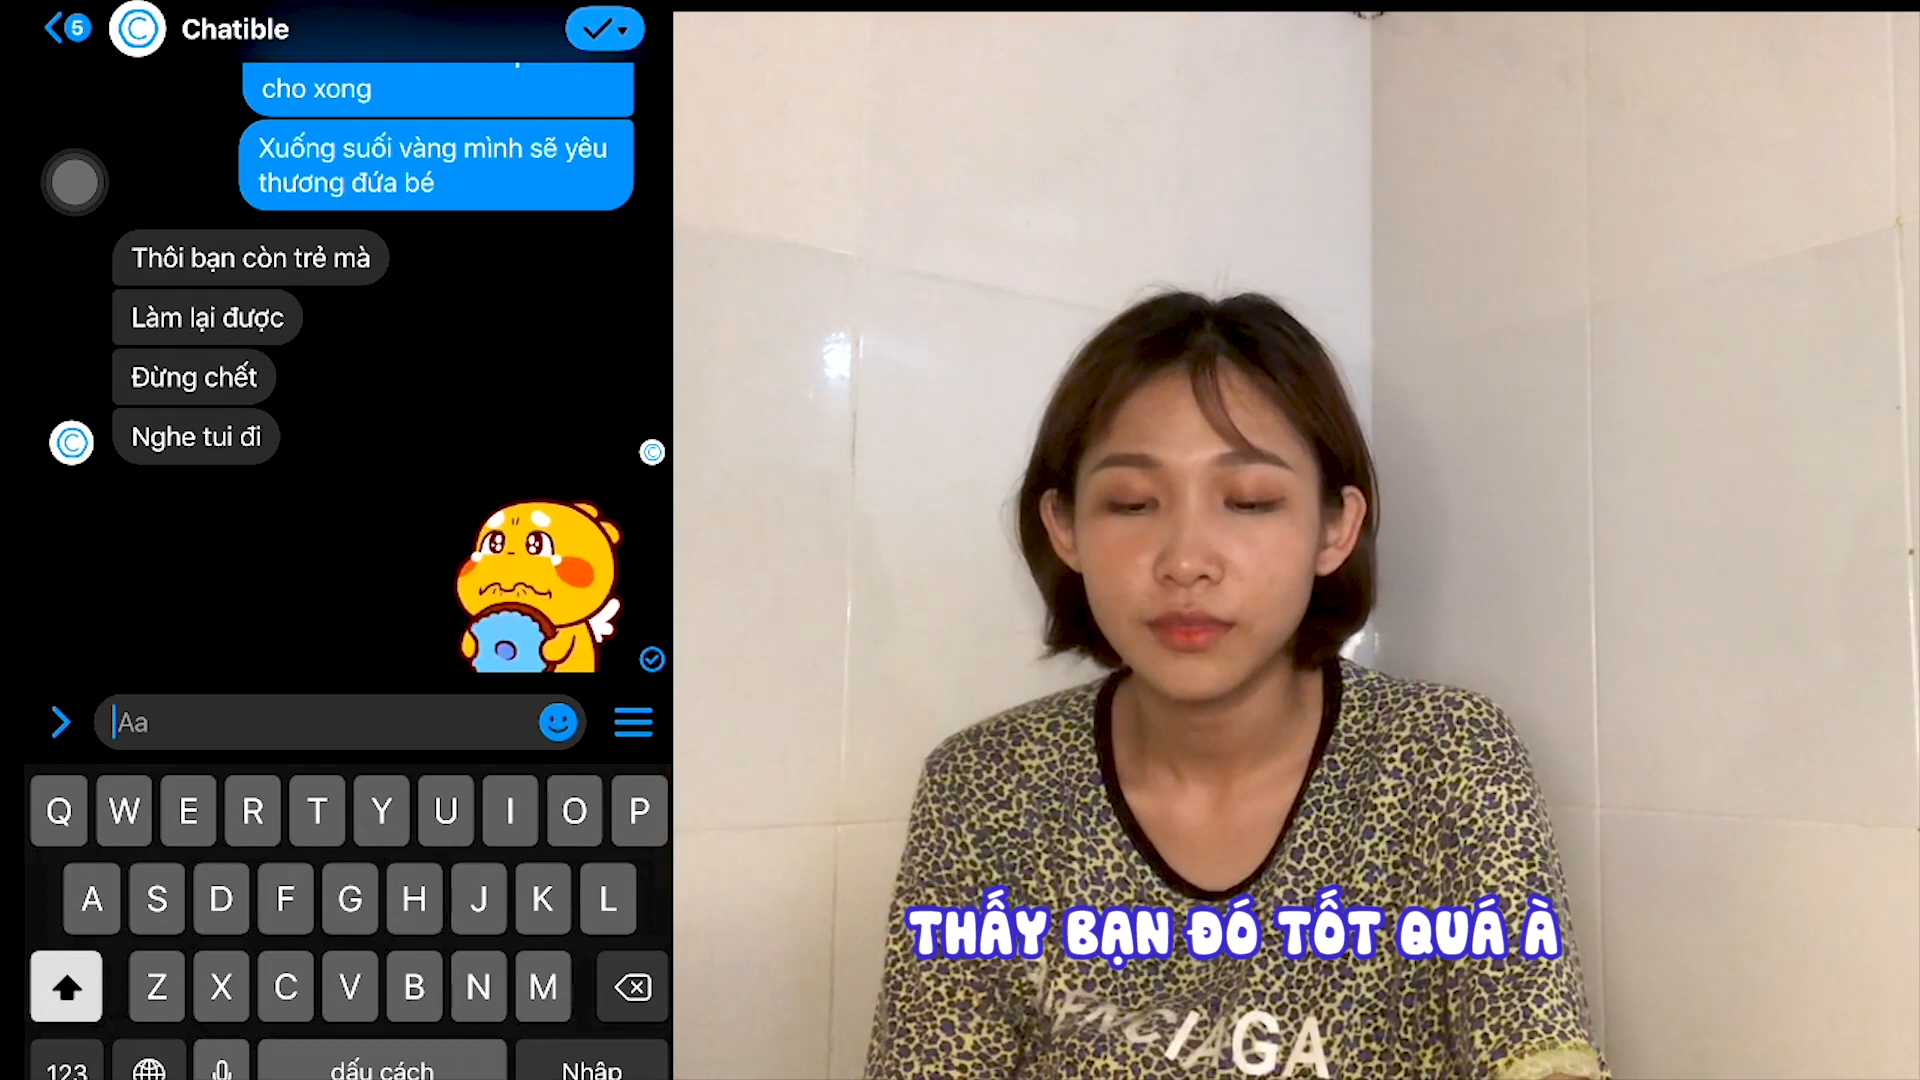 5
Chatible
cho xong
Xuống suối vàng mình sẽ yêu
thương đứa bé
Thôi bạn còn trẻ mà
Làm lại được
Đừng chết
Nghe tui đi
Aa
Q W E R T Y U I O P
A S D F G H J K L
Z X C V B N M
123 dấu cách Nhập
THẤY BẠN ĐÓ TỐT QUÁ À